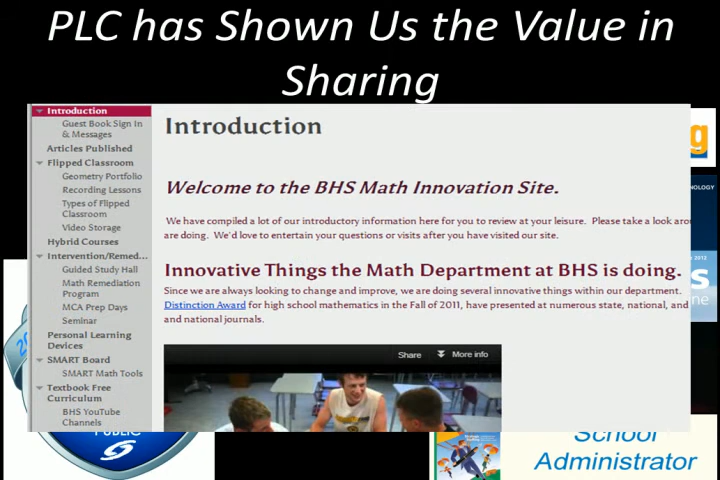 PLC has Shown Us the Value in
Sharing
Introduction
Guest Book Sign In
& Messages
Articles Published
Flipped Classroom
Geometry Portfolio
Recording Lessons
Types of Flipped
Classroom
Video Storage
Hybrid Courses
Intervention/Remed...
Guided Study Hall
Math Remediation
Program
MCA Prep Days
Seminar
Personal Learning
Devices
SMART Board
SMART Math Tools
Textbook Free
Curriculum
BHS YouTube
Channels
Introduction
Welcome to the BHS Math Innovation Site.
We have compiled a lot of our introductory information here for you to review at your leisure. Please take a look
are doing. We'd love to entertain your questions or visits after you have visited our site.
Innovative Things the Math Department at BHS is doing.
Since we are always looking to change and improve, we are doing several innovative things within our department.
Distinction Award for high school mathematics in the Fall of 2011, have presented at numerous state, national, and
and national journals.
Share
More info
School
Administrator